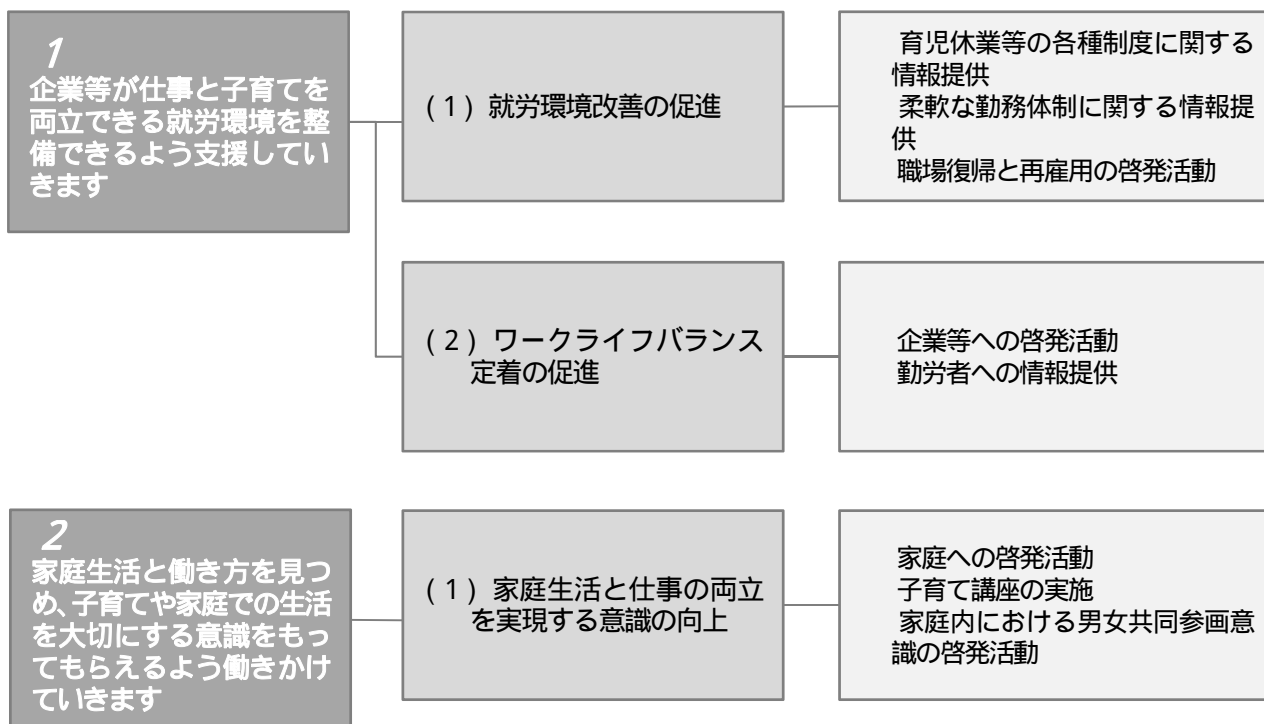 1
企業等が仕事と子育てを
両立できる就労環境を整
備できるよう支援してい
きます
(1) 就労環境改善の促進
育児休業等の各種制度に関する
情報提供
柔軟な勤務体制に関する情報提
供
職場復帰と再雇用の啓発活動
(2) ワークライフバランス
定着の促進
企業等への啓発活動
勤労者への情報提供
2
家庭生活と働き方を見つ
め、子育てや家庭での生活
を大切にする意識をもっ
てもらえるよう働きかけ
ていきます
(1) 家庭生活と仕事の両立
を実現する意識の向上
家庭への啓発活動
子育て講座の実施
家庭内における男女共同参画意
識の啓発活動